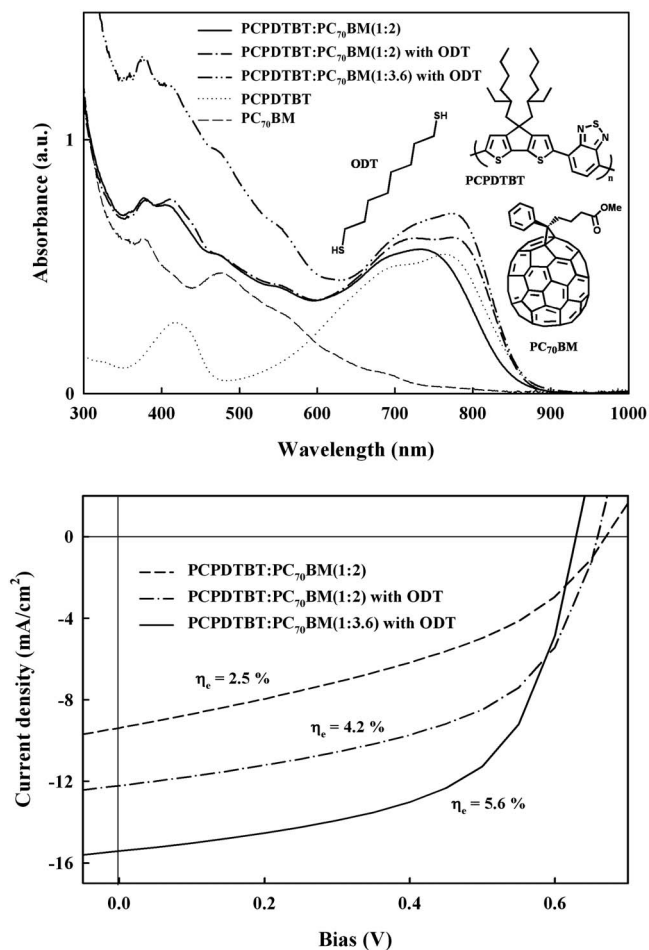 PCPDTBT:PC₇₀BM(1:2)
PCPDTBT:PC₇₀BM(1:2) with ODT
PCPDTBT:PC₇₀BM(1:3.6) with ODT
PCPDTBT
PC₇₀BM
1
0
Absorbance (a.u.)
SH
ODT
HS
S
S
N
S
N
n
PCPDTBT
OMe
O
PC₇₀BM
300 400 500 600 700 800 900 1000
Wavelength (nm)
0
-4
-8
-12
-16
Current density (mA/cm²)
PCPDTBT:PC₇₀BM(1:2)
PCPDTBT:PC₇₀BM(1:2) with ODT
PCPDTBT:PC₇₀BM(1:3.6) with ODT
ηₑ = 2.5 %
ηₑ = 4.2 %
ηₑ = 5.6 %
0.0 0.2 0.4 0.6
Bias (V)